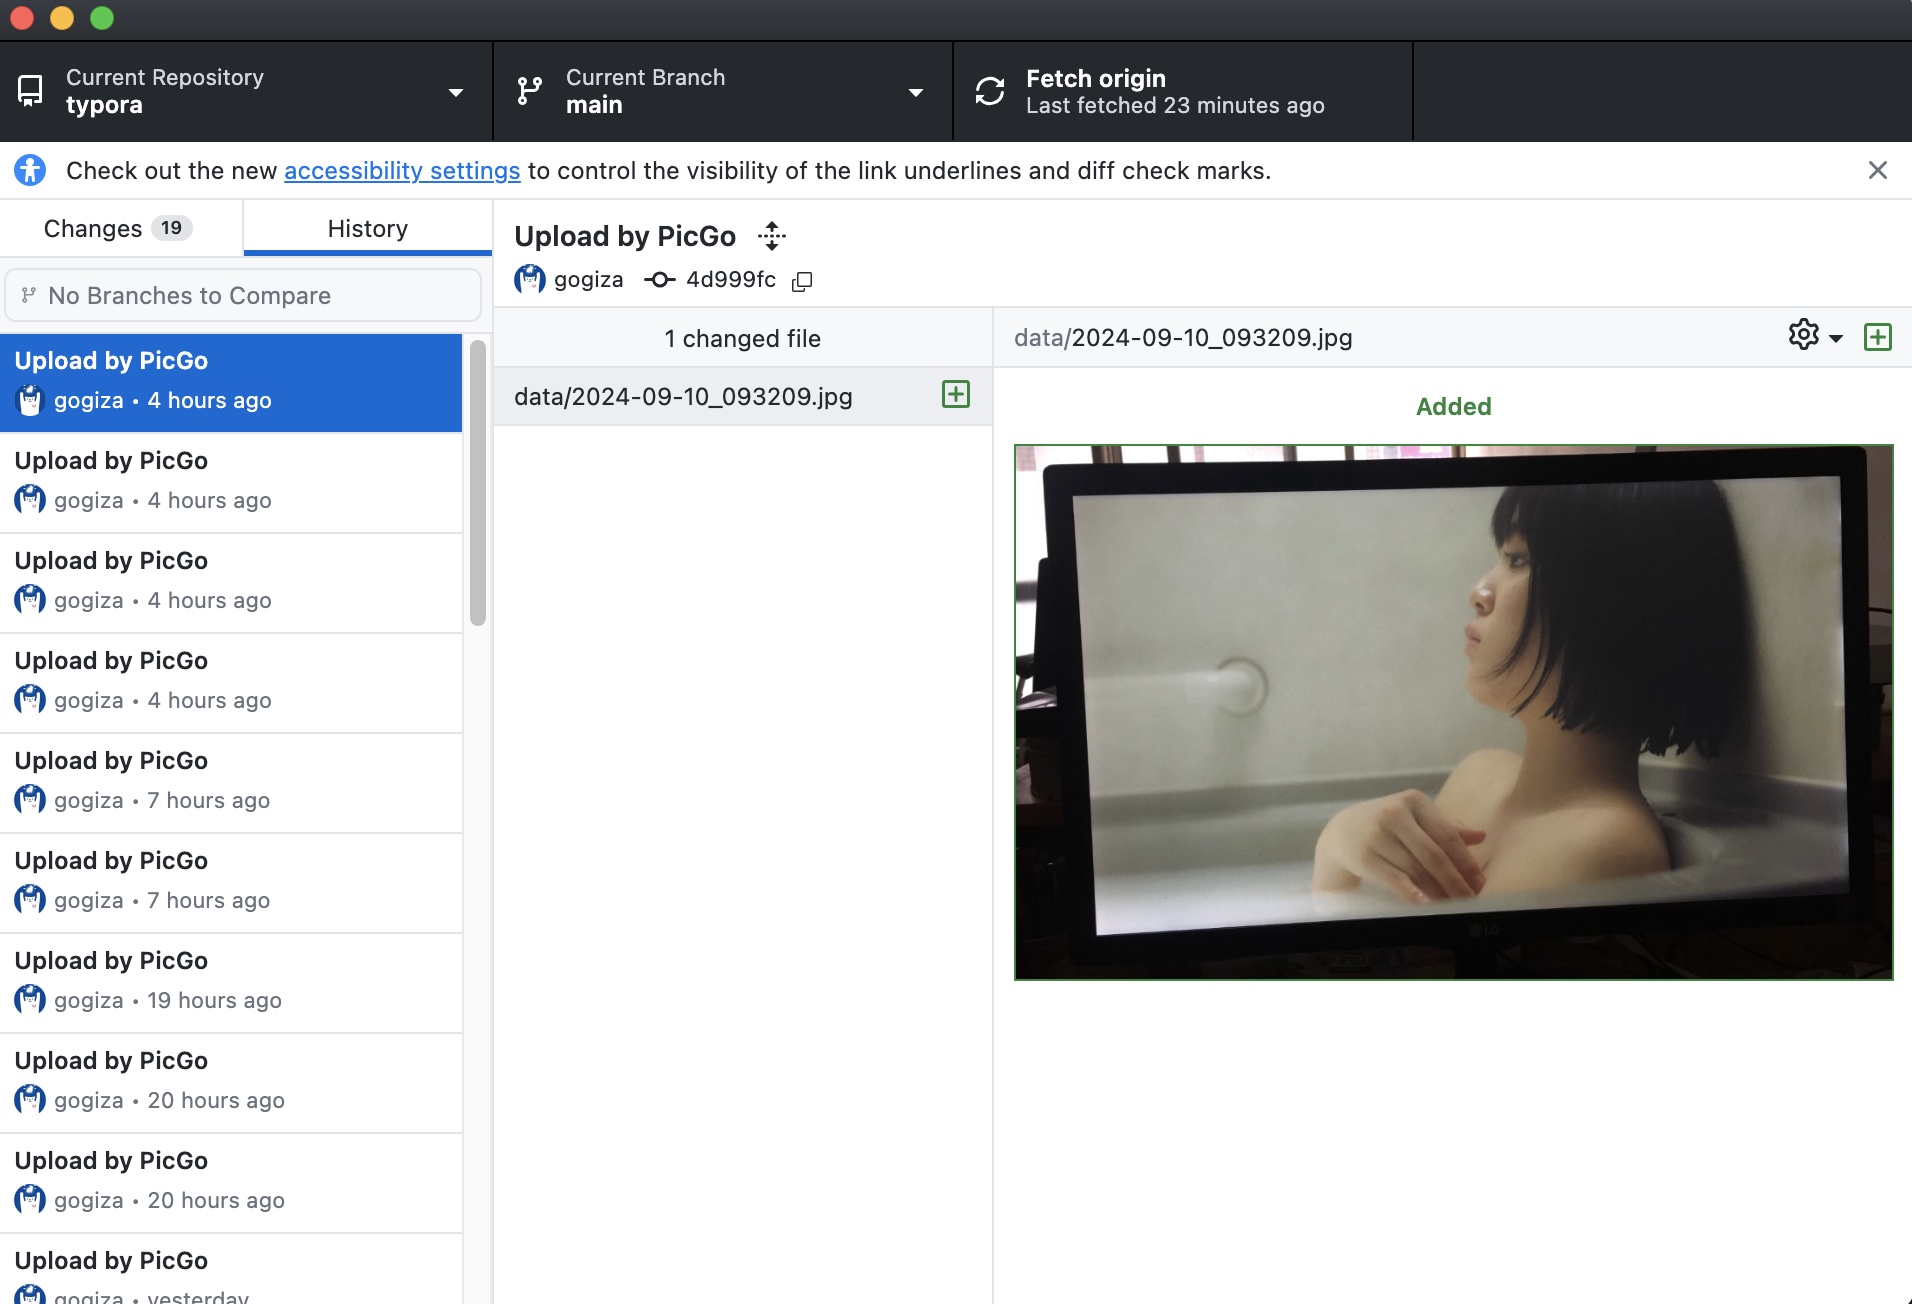 Current Repository
typora
Current Branch
main
Fetch origin
Last fetched 23 minutes ago
Check out the new accessibility settings to control the visibility of the link underlines and diff check marks.
Changes 19
History
No Branches to Compare
Upload by PicGo
gogiza • 4 hours ago
Upload by PicGo
gogiza • 4 hours ago
Upload by PicGo
gogiza • 4 hours ago
Upload by PicGo
gogiza • 4 hours ago
Upload by PicGo
gogiza • 7 hours ago
Upload by PicGo
gogiza • 7 hours ago
Upload by PicGo
gogiza • 19 hours ago
Upload by PicGo
gogiza • 20 hours ago
Upload by PicGo
gogiza • 20 hours ago
Upload by PicGo
gogiza • yesterday
Upload by PicGo
gogiza 4d999fc
1 changed file
data/2024-09-10_093209.jpg
data/2024-09-10_093209.jpg
Added
LG